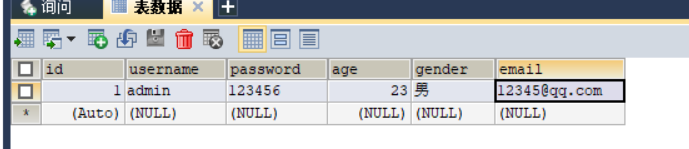 询问 表数据
id username password age gender email
1 admin 123456 23 男 12345@qq.com
* (Auto) (NULL) (NULL) (NULL) (NULL) (NULL)